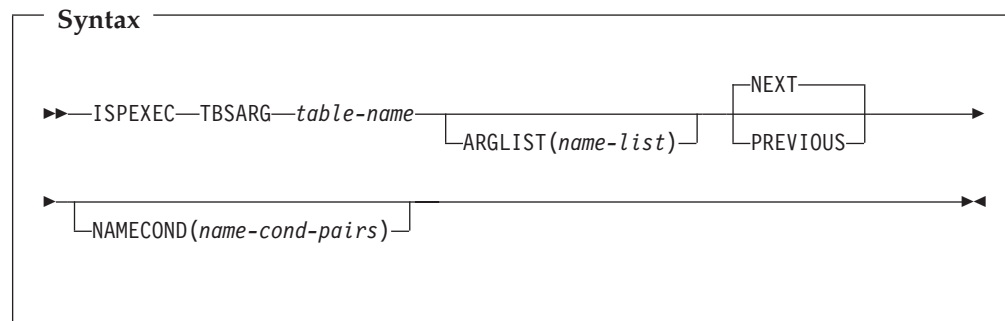 Syntax
NEXT
ISPEXEC TBSARG table-name
ARGLIST(name-list) PREVIOUS
NAMECOND(name-cond-pairs)